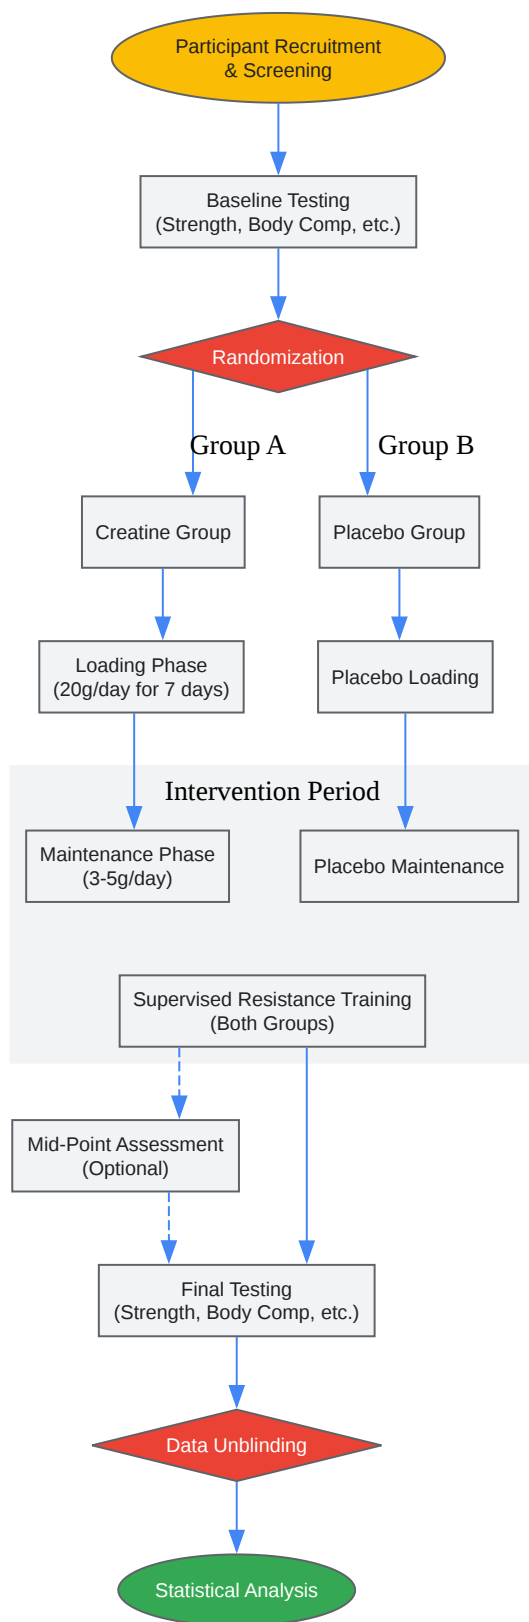 Participant Recruitment
& Screening
Baseline Testing
(Strength, Body Comp, etc.)
Randomization
Group A
Group B
Creatine Group
Placebo Group
Loading Phase
(20g/day for 7 days)
Placebo Loading
Intervention Period
Maintenance Phase
(3-5g/day)
Placebo Maintenance
Supervised Resistance Training
(Both Groups)
Mid-Point Assessment
(Optional)
Final Testing
(Strength, Body Comp, etc.)
Data Unblinding
Statistical Analysis